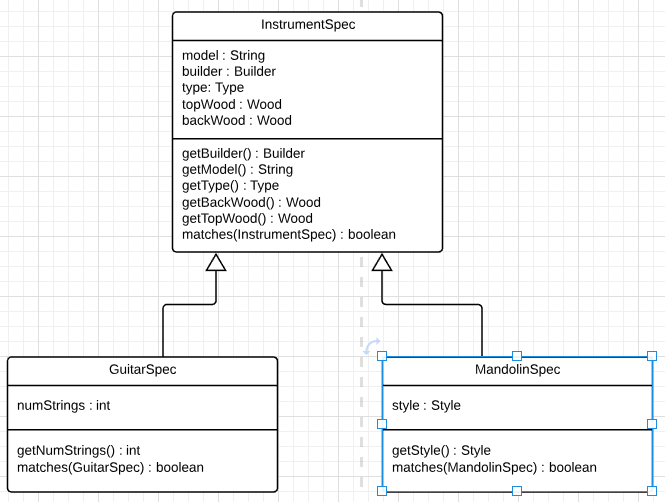 InstrumentSpec
model : String
builder : Builder
type: Type
topWood : Wood
backWood : Wood
getBuilder() : Builder
getModel() : String
getType() : Type
getBackWood() : Wood
getTopWood() : Wood
matches(InstrumentSpec) : boolean
GuitarSpec
numStrings : int
getNumStrings() : int
matches(GuitarSpec) : boolean
MandolinSpec
style : Style
getStyle() : Style
matches(MandolinSpec) : boolean